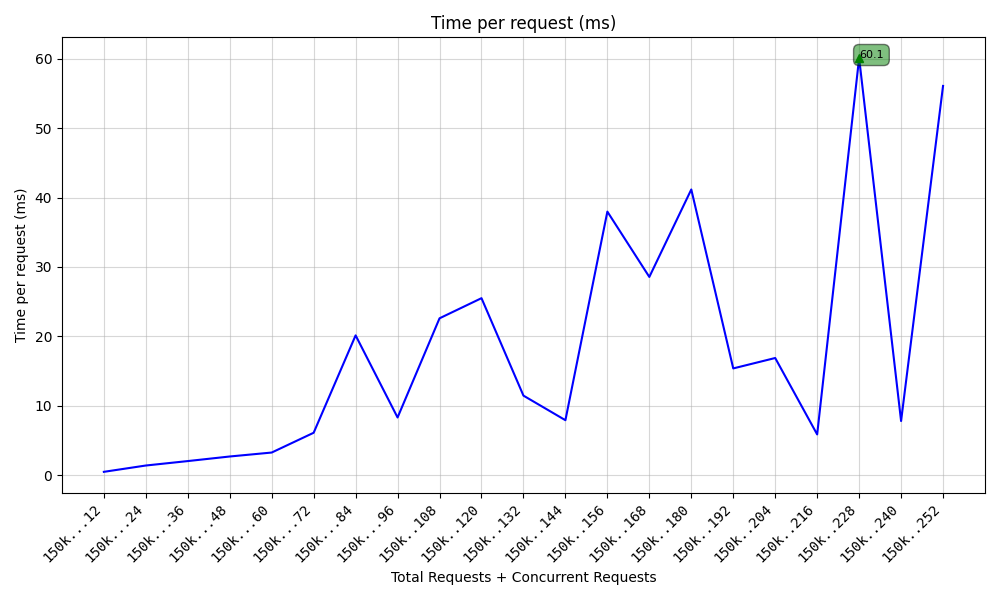 Time per request (ms)
60.1
60
50
40
30
20
10
0
Time per request (ms)
150k...12
150k...24
150k...36
150k...48
150k...60
150k...72
150k...84
150k...96
150k..108
150k..120
150k..132
150k..144
150k..156
150k..168
150k..180
150k..192
150k..204
150k..216
150k..228
150k..240
150k..252
Total Requests + Concurrent Requests